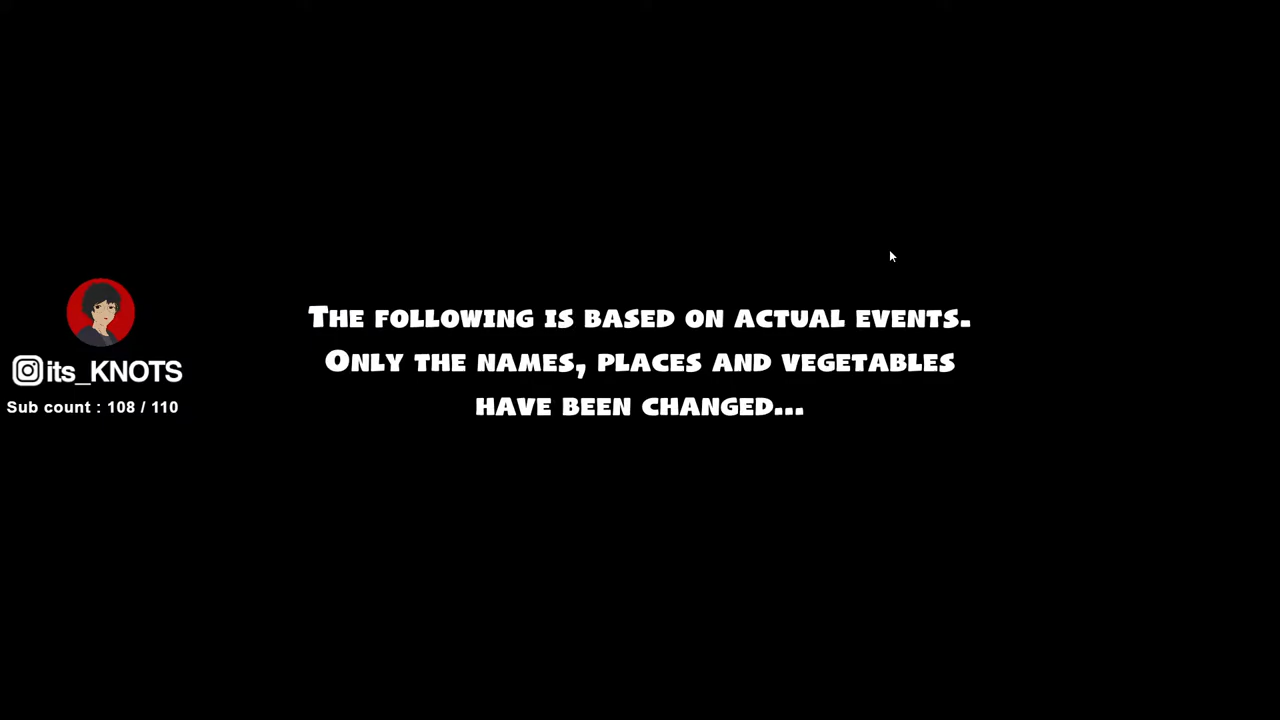 The following is based on actual events.
Only the names, places and vegetables
have been changed...
its_KNOTS
Sub count : 108 / 110